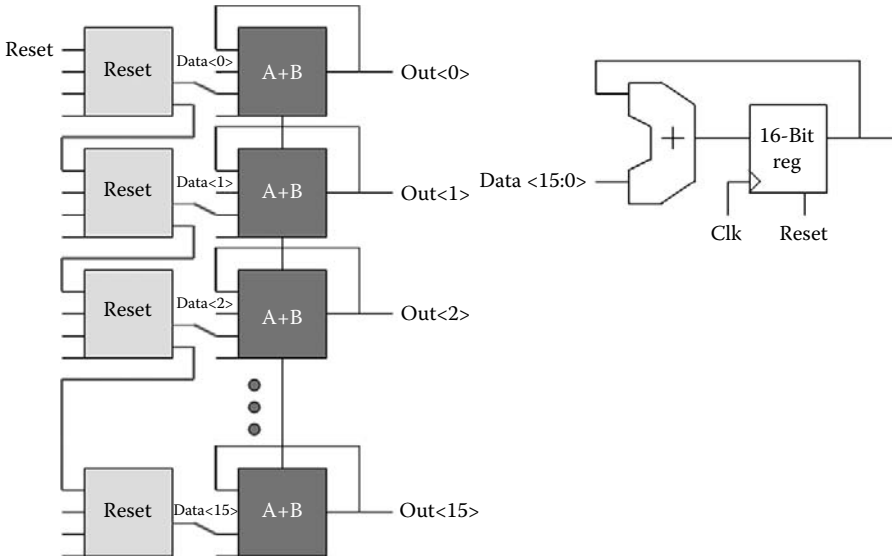 Reset
Reset
Data<0>
A+B
Out<0>
Reset
Data<1>
A+B
Out<1>
Reset
Data<2>
A+B
Out<2>
Reset
Data<15>
A+B
Out<15>
Data <15:0>
+
16-Bit
reg
Clk
Reset